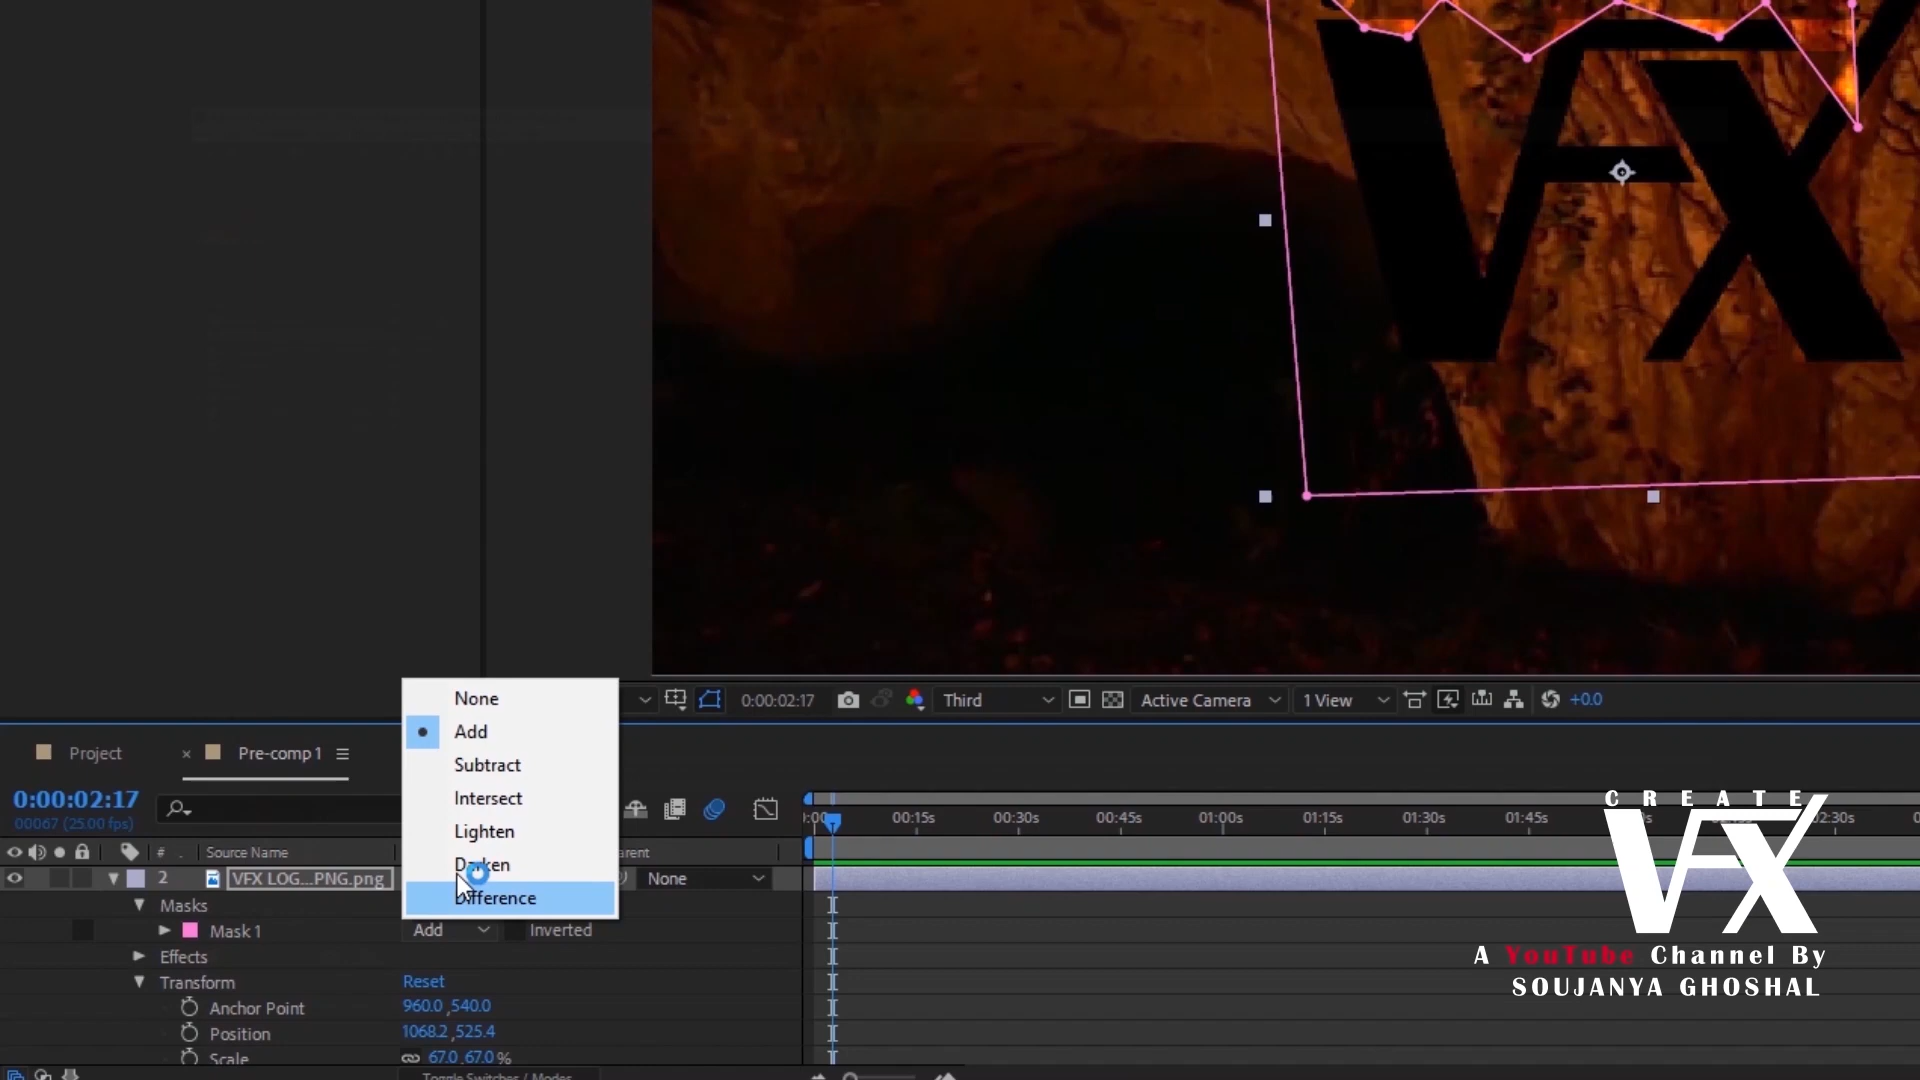 VFX
0:00:02:17
Third
Active Camera
1 View
+0.0
None
Add
Subtract
Intersect
Lighten
Darken
Difference
Project
× Pre-comp 1
0:00:02:17
00067 (25.00 fps)
00:15s 00:30s 00:45s 01:00s 01:15s 01:30s 01:45s 02:30s
# . Source Name arent
2 VFX LOG...PNG.png None
Masks
Mask 1 Add Inverted
Effects
Transform Reset
Anchor Point 960.0 ,540.0
Position 1068.2 ,525.4
Scale 67.0 ,67.0 %
Toggle Switches / Modes
CREATE
VFX
A YouTube Channel By
SOUJANYA GHOSHAL